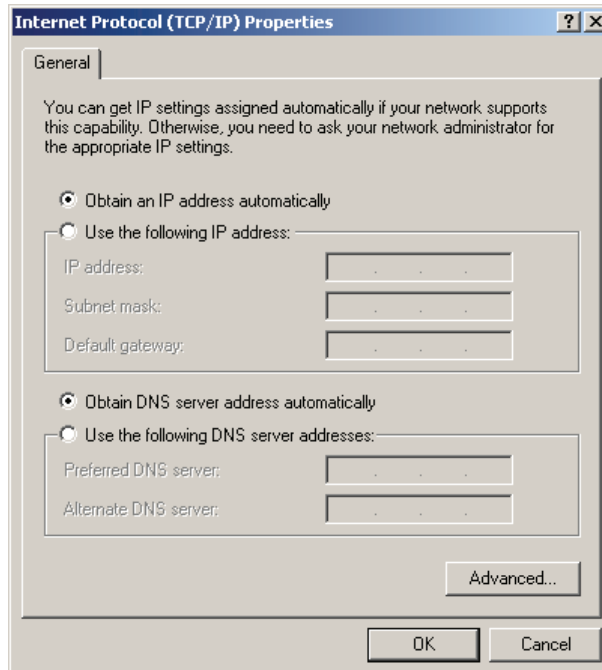 Internet Protocol (TCP/IP) Properties
General
You can get IP settings assigned automatically if your network supports
this capability. Otherwise, you need to ask your network administrator for
the appropriate IP settings.
Obtain an IP address automatically
Use the following IP address:
IP address:
Subnet mask:
Default gateway:
Obtain DNS server address automatically
Use the following DNS server addresses:
Preferred DNS server:
Alternate DNS server:
Advanced...
OK Cancel